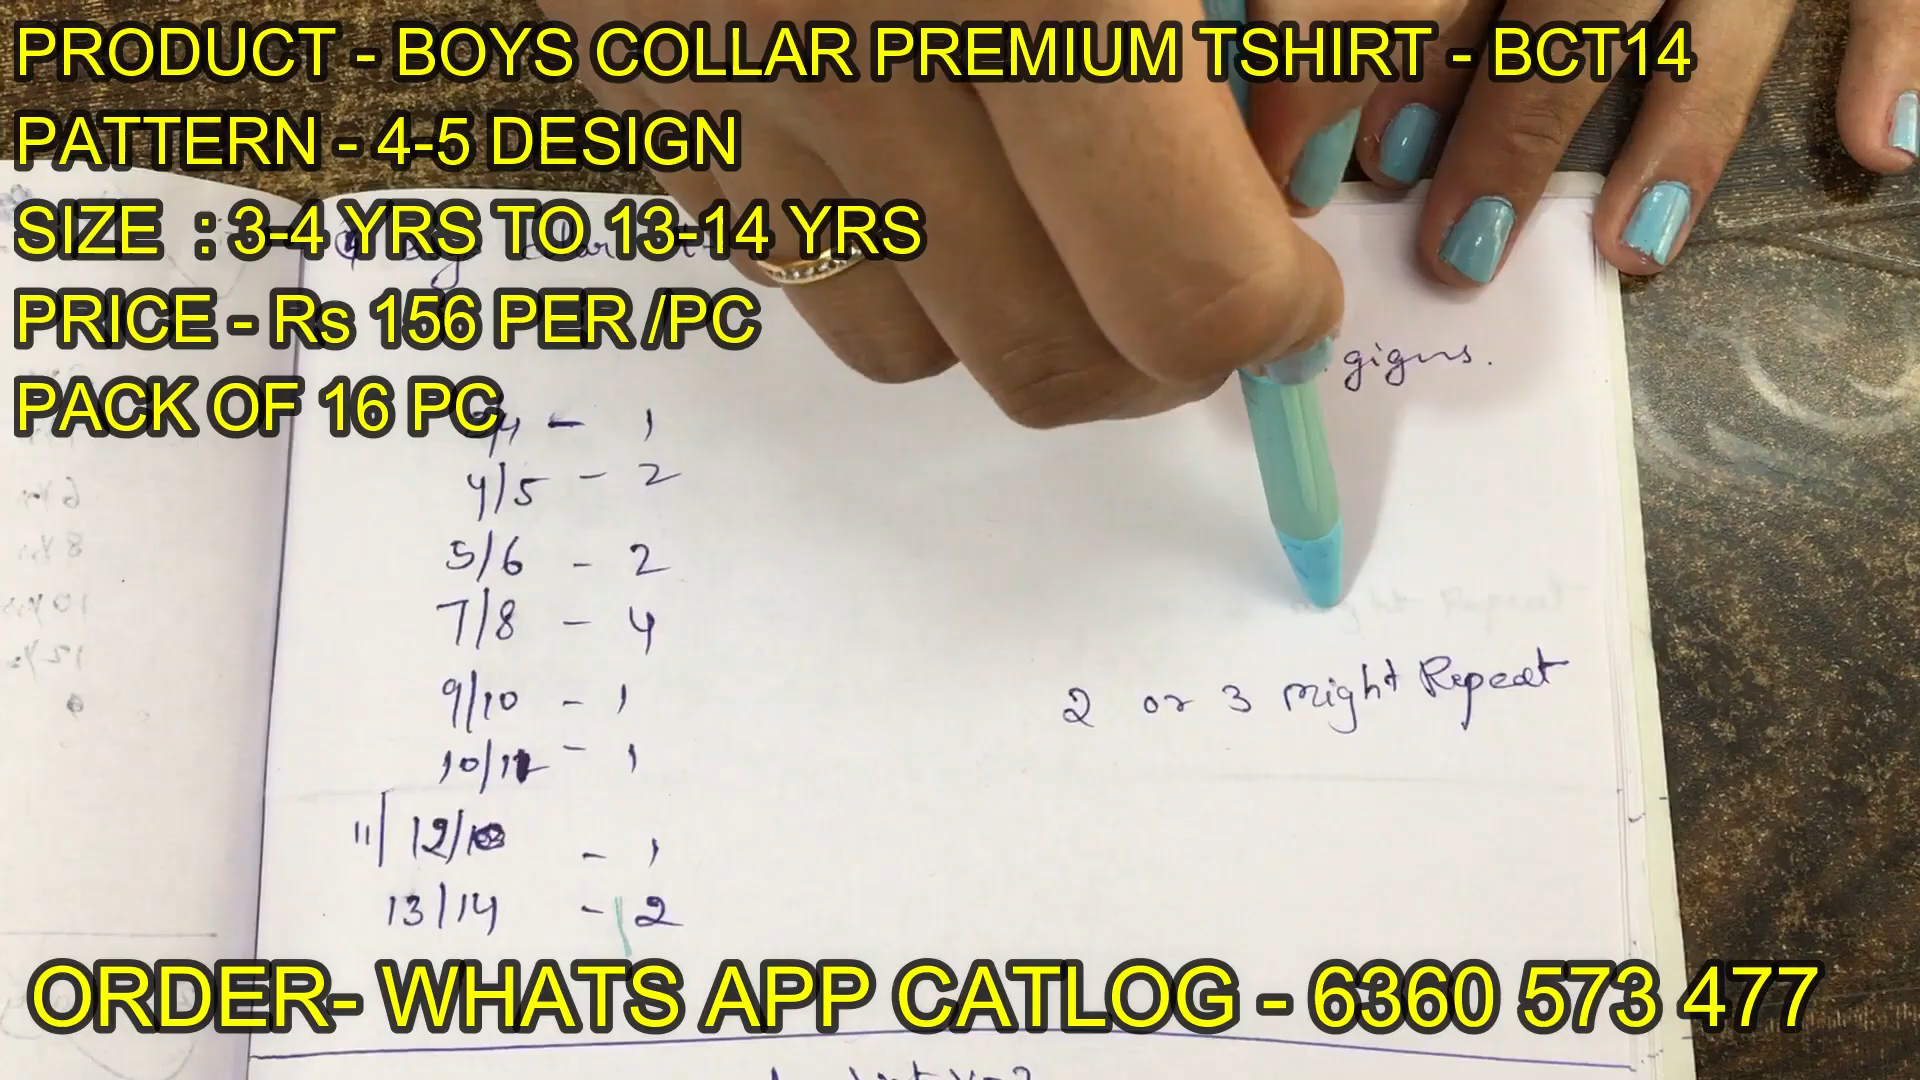 PRODUCT - BOYS COLLAR PREMIUM TSHIRT - BCT14
PATTERN - 4-5 DESIGN
SIZE : 3-4 YRS TO 13-14 YRS
PRICE - Rs 156 PER /PC
PACK OF 16 PC
- 1
4/5 - 2
5/6 - 2
7/8 - 4
9/10 - 1
2 or 3 might Repeat
10/11 - 1
11/12 - 1
13/14 - 2
ORDER- WHATS APP CATLOG - 6360 573 477